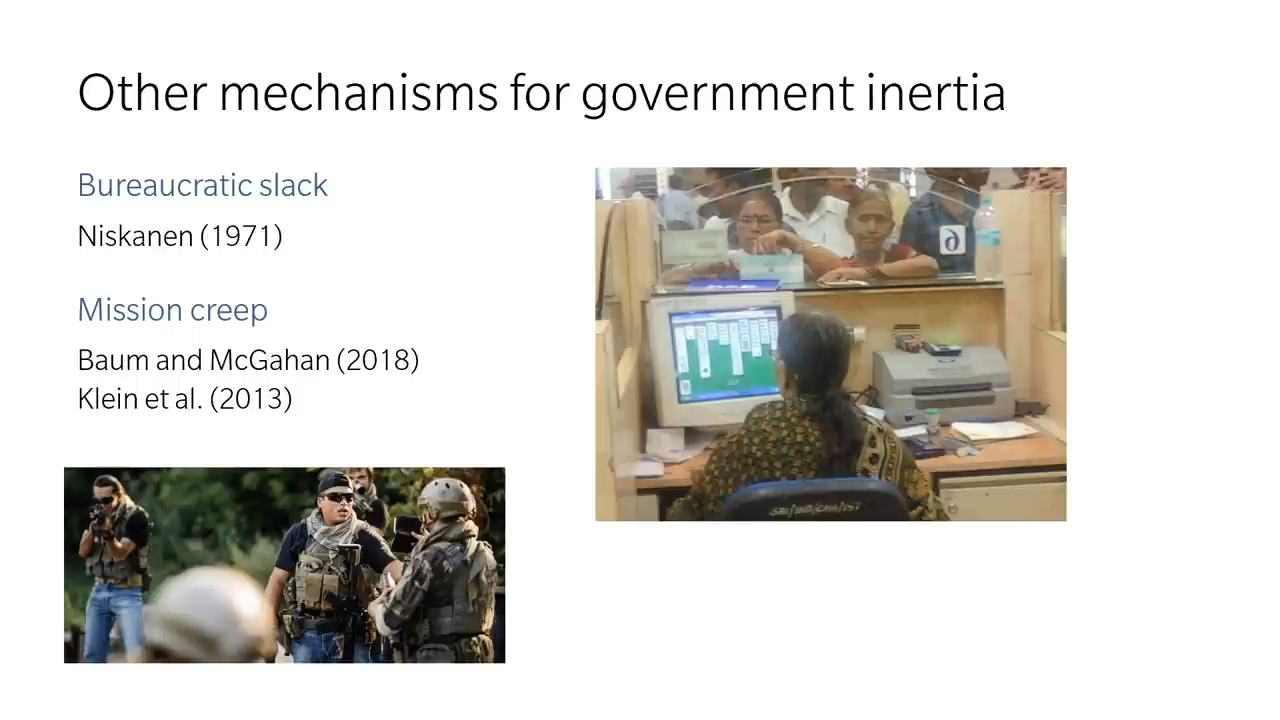 Other mechanisms for government inertia
Bureaucratic slack
Niskanen (1971)
Mission creep
Baum and McGahan (2018)
Klein et al. (2013)
6